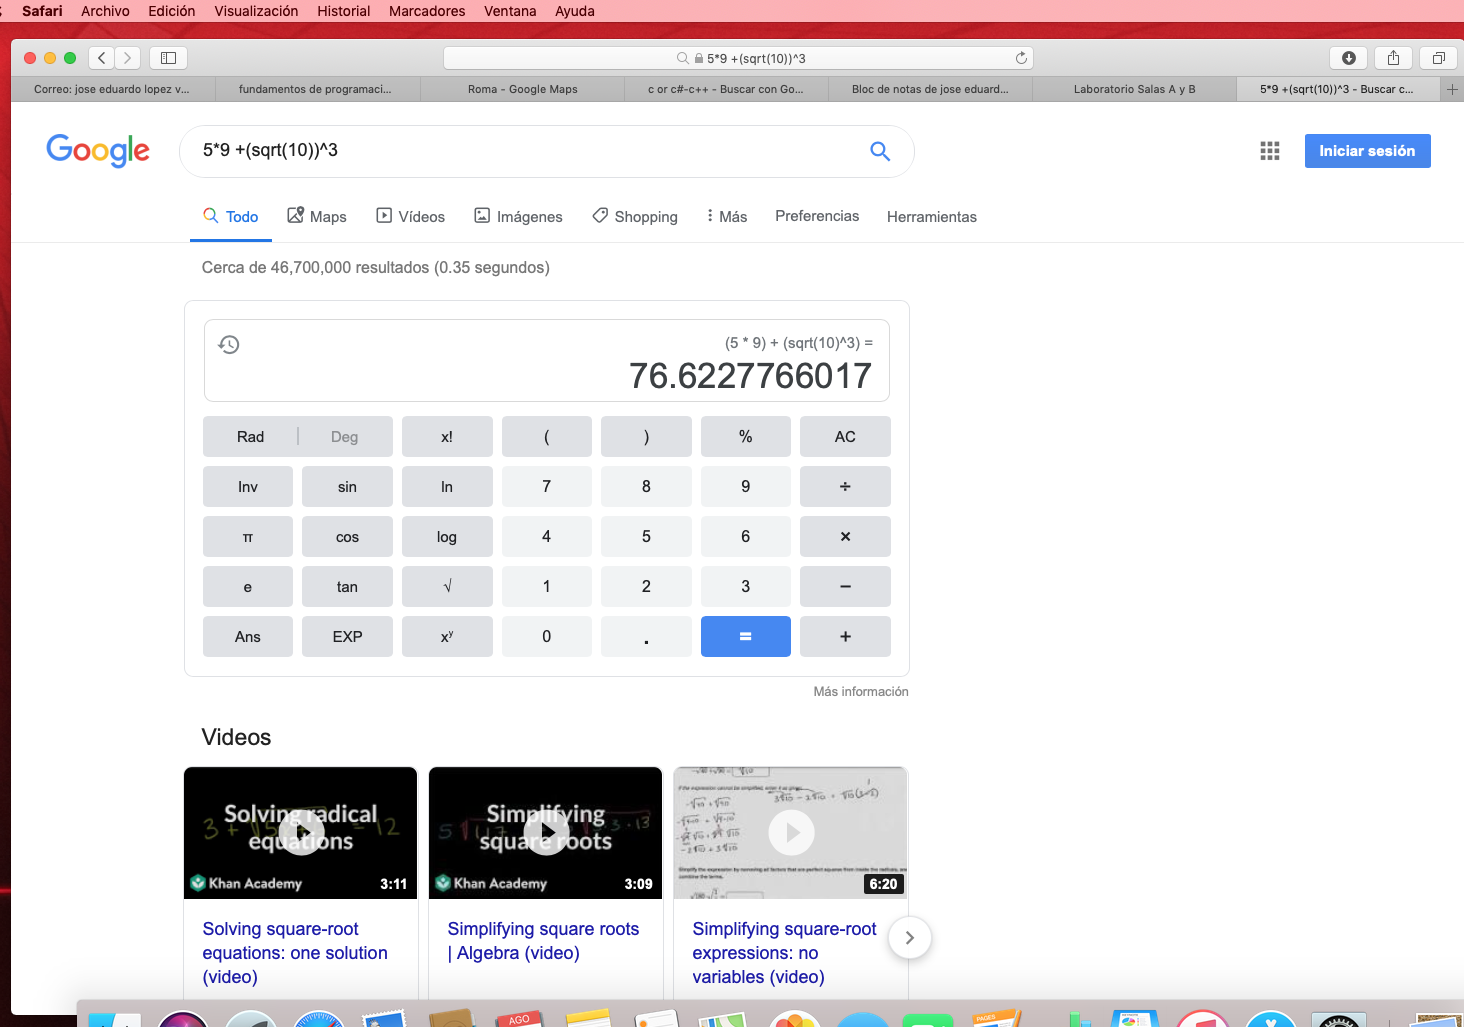 Safari Archivo Edición Visualización Historial Marcadores Ventana Ayuda
5*9 +(sqrt(10))^3
Correo: jose eduardo lopez v... fundamentos de programaci... Roma - Google Maps c or c#-c++ - Buscar con Go... Bloc de notas de jose eduard... Laboratorio Salas A y B 5*9 +(sqrt(10))^3 - Buscar c...
Google 5*9 +(sqrt(10))^3 Iniciar sesión
Todo Maps Vídeos Imágenes Shopping Más Preferencias Herramientas
Cerca de 46,700,000 resultados (0.35 segundos)
(5 * 9) + (sqrt(10)^3) =
76.6227766017
Rad | Deg x! ( ) % AC
Inv sin ln 7 8 9 ÷
π cos log 4 5 6 ×
e tan √ 1 2 3 −
Ans EXP xʸ 0 . = +
Más información
Videos
Solving radical
equations
Khan Academy 3:11
Simplifying
square roots
Khan Academy 3:09
6:20
Solving square-root
equations: one solution
(video)
Simplifying square roots
| Algebra (video)
Simplifying square-root
expressions: no
variables (video)
AGO
PAGES